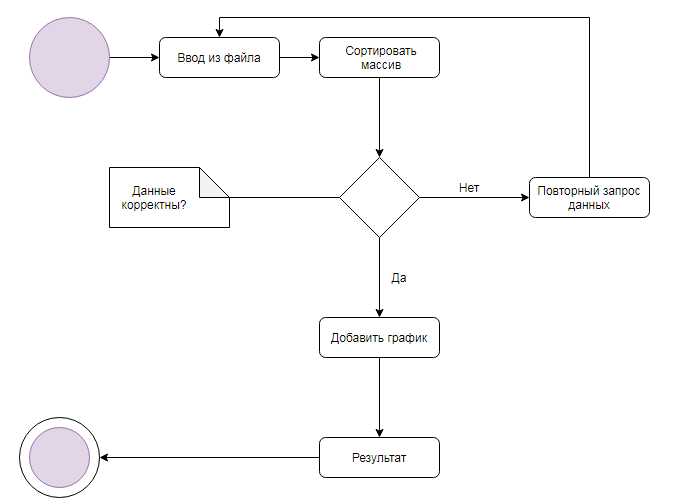 Ввод из файла
Сортировать
массив
Данные
корректны?
Нет
Повторный запрос
данных
Да
Добавить график
Результат